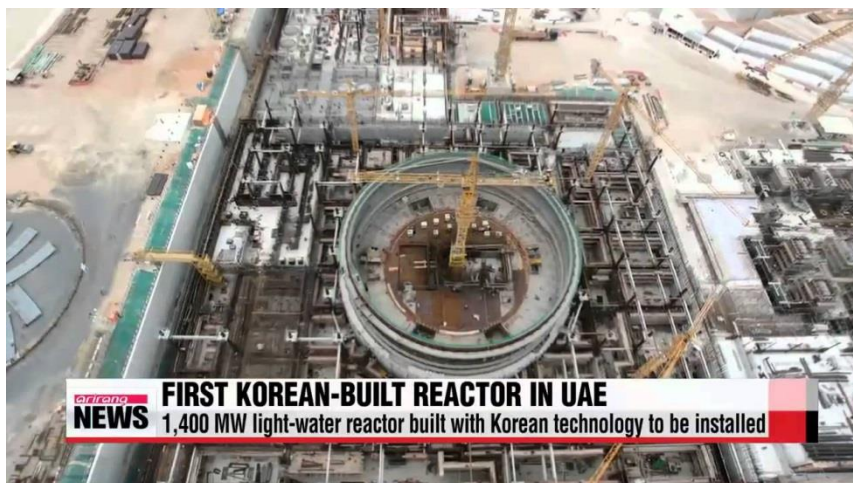 arirang
NEWS
FIRST KOREAN-BUILT REACTOR IN UAE
1,400 MW light-water reactor built with Korean technology to be installed